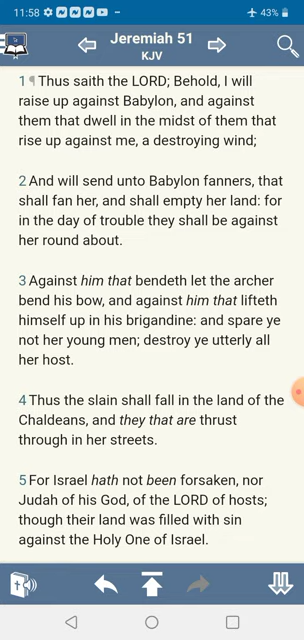 11:58 43%
Jeremiah 51
KJV
1 ¶ Thus saith the LORD; Behold, I will
raise up against Babylon, and against
them that dwell in the midst of them that
rise up against me, a destroying wind;
2 And will send unto Babylon fanners, that
shall fan her, and shall empty her land: for
in the day of trouble they shall be against
her round about.
3 Against him that bendeth let the archer
bend his bow, and against him that lifteth
himself up in his brigandine: and spare ye
not her young men; destroy ye utterly all
her host.
4 Thus the slain shall fall in the land of the
Chaldeans, and they that are thrust
through in her streets.
5 For Israel hath not been forsaken, nor
Judah of his God, of the LORD of hosts;
though their land was filled with sin
against the Holy One of Israel.